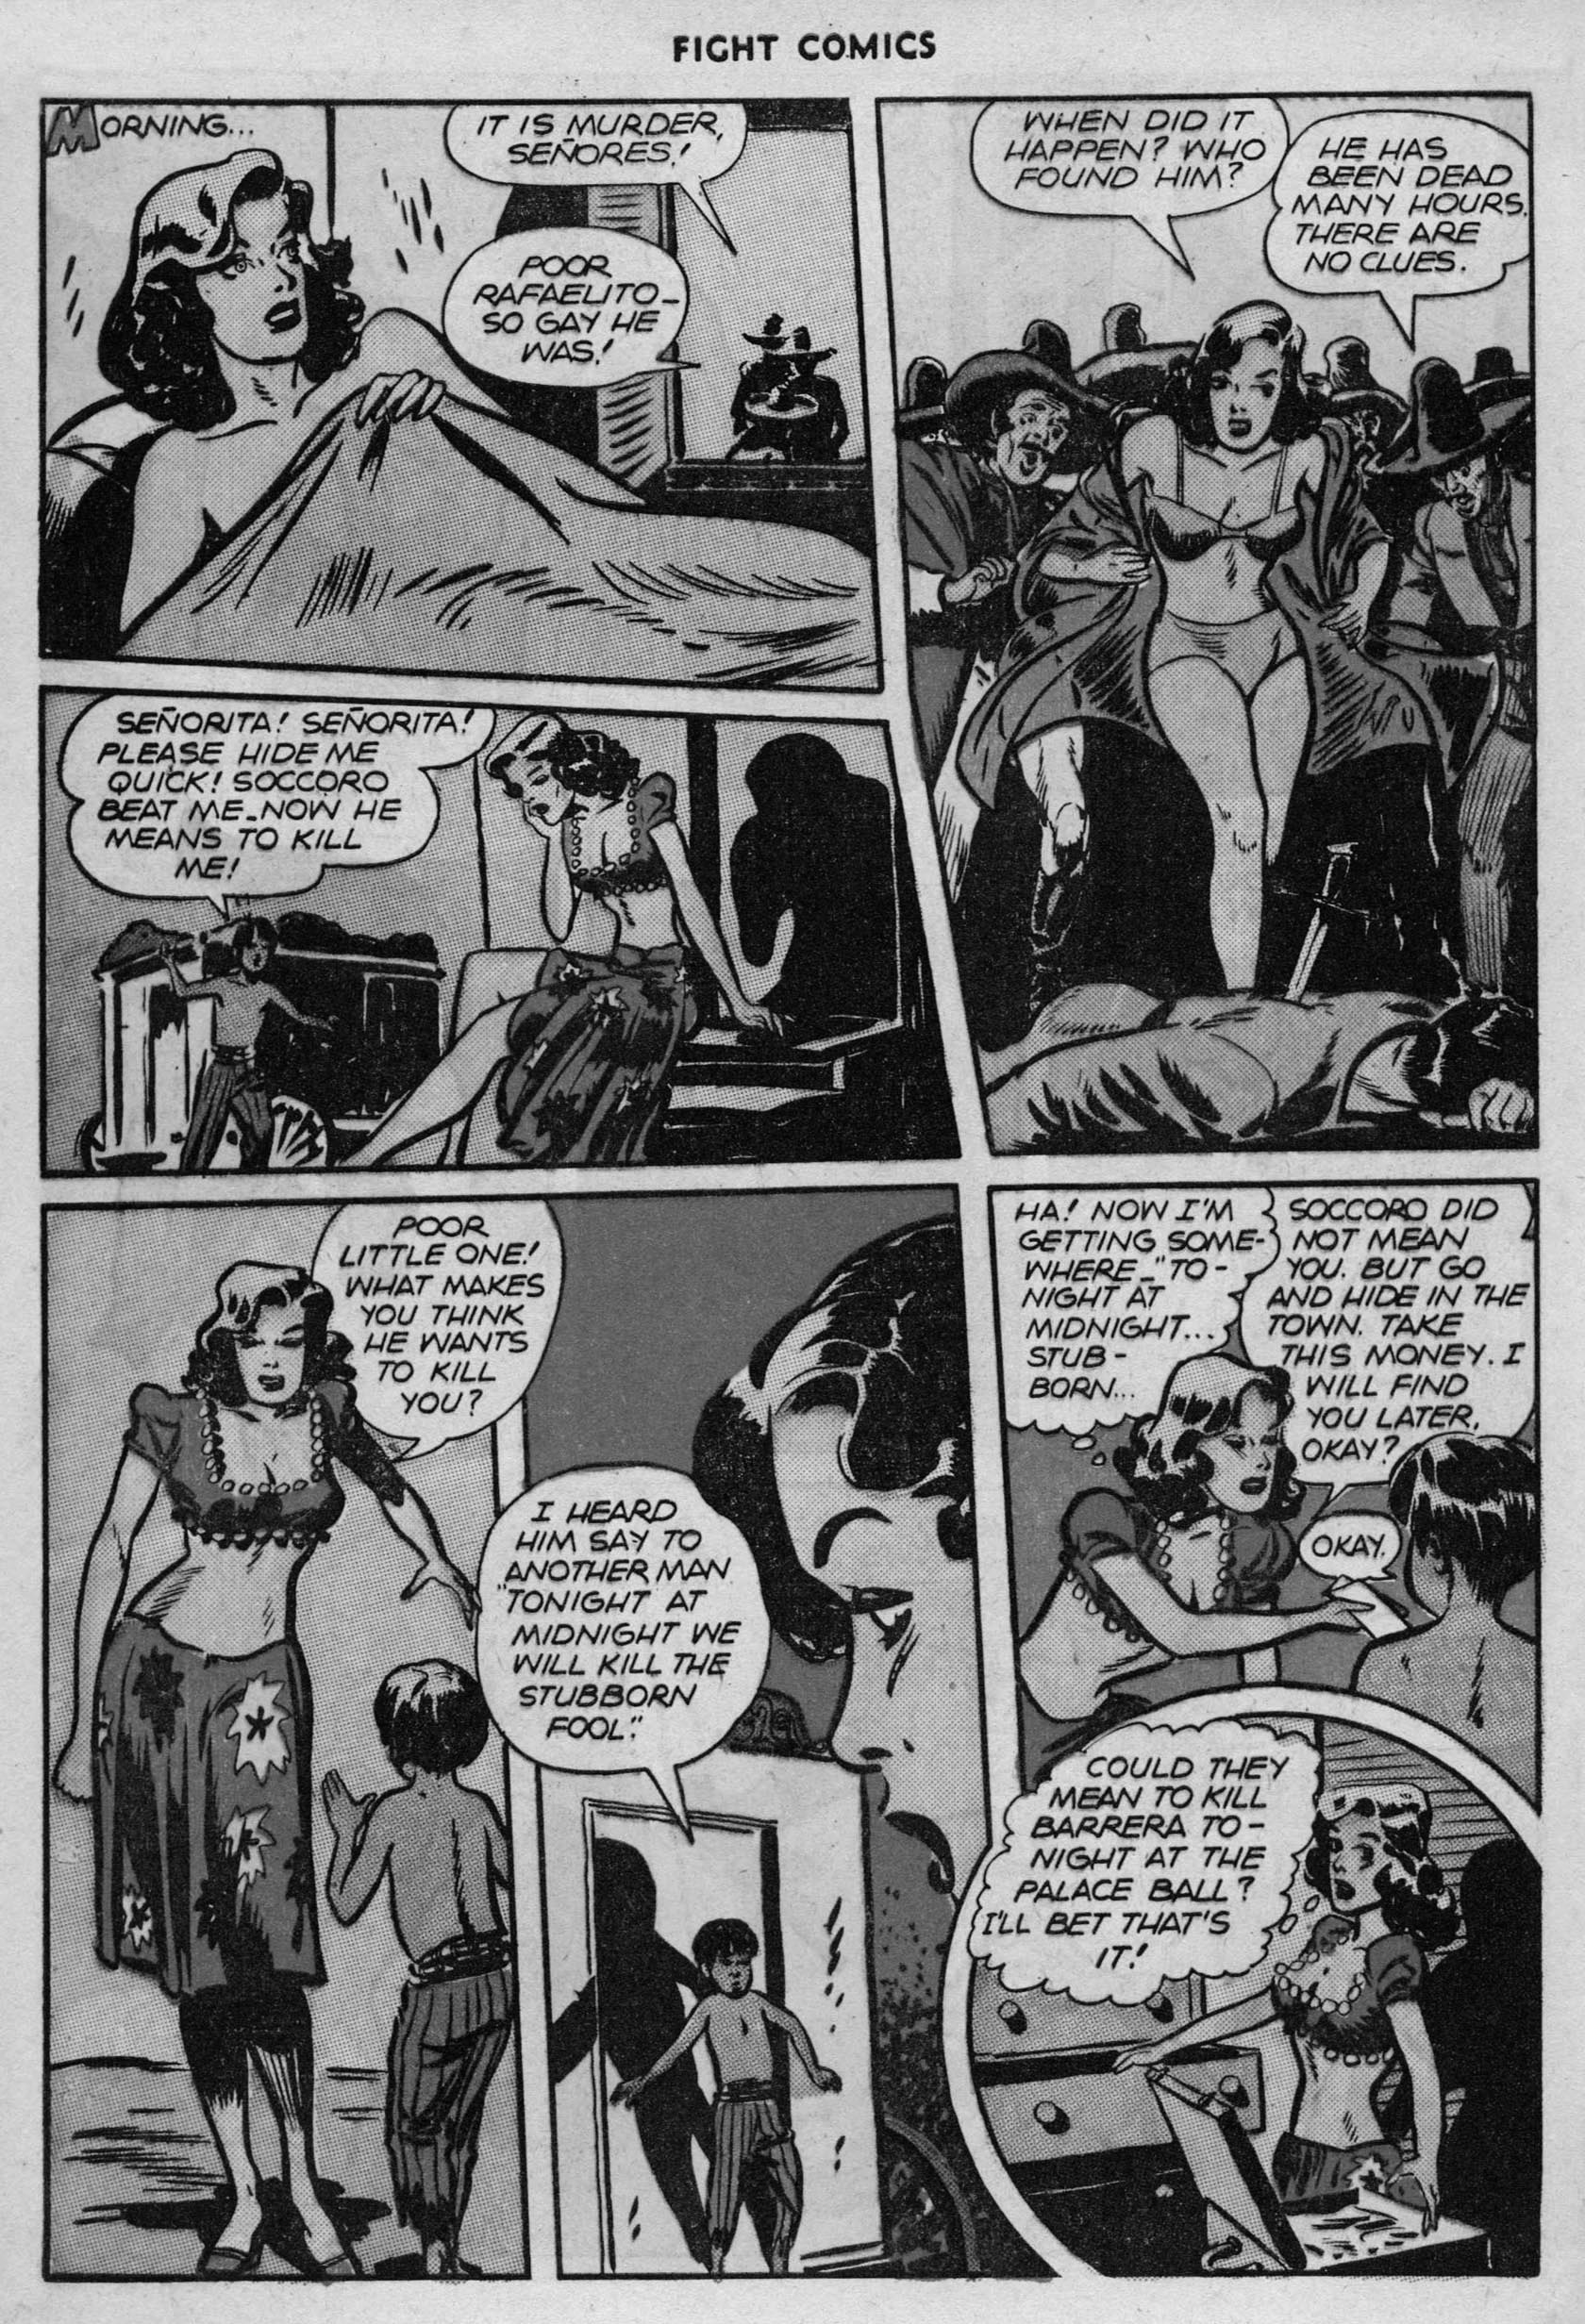 FIGHT COMICS
MORNING...
IT IS MURDER,
SEÑORES!
POOR
RAFAELITO_
SO GAY HE
WAS!
WHEN DID IT
HAPPEN? WHO
FOUND HIM?
HE HAS
BEEN DEAD
MANY HOURS.
THERE ARE
NO CLUES.
SEÑORITA! SEÑORITA!
PLEASE HIDE ME
QUICK! SOCCORO
BEAT ME_NOW HE
MEANS TO KILL
ME!
POOR
LITTLE ONE!
WHAT MAKES
YOU THINK
HE WANTS
TO KILL
YOU?
I HEARD
HIM SAY TO
ANOTHER MAN
"TONIGHT AT
MIDNIGHT WE
WILL KILL THE
STUBBORN
FOOL".
HA! NOW I'M
GETTING SOME-
WHERE_"TO-
NIGHT AT
MIDNIGHT...
STUB-
BORN...
SOCCORO DID
NOT MEAN
YOU. BUT GO
AND HIDE IN THE
TOWN. TAKE
THIS MONEY. I
WILL FIND
YOU LATER,
OKAY?
OKAY.
COULD THEY
MEAN TO KILL
BARRERA TO-
NIGHT AT THE
PALACE BALL?
I'LL BET THAT'S
IT!